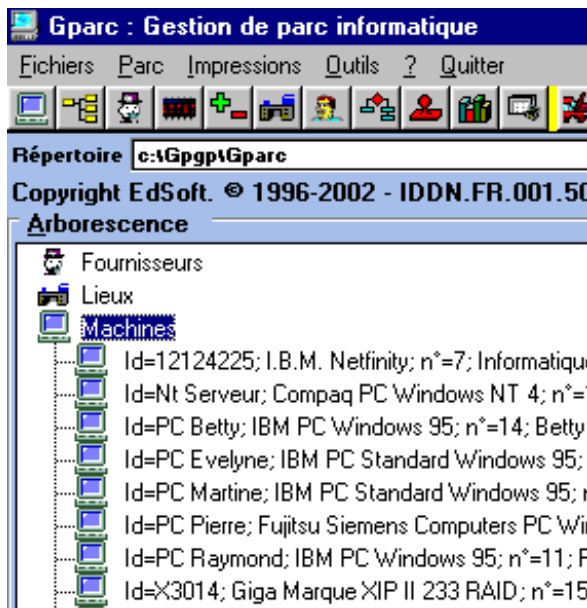 Gparc : Gestion de parc informatique
Fichiers Parc Impressions Outils ? Quitter
Répertoire c:\Gpgp\Gparc
Copyright EdSoft. © 1996-2002 - IDDN.FR.001.50
Arborescence
Fournisseurs
Lieux
Machines
Id=12124225; I.B.M. Netfinity; n°=7; Informatique
Id=Nt Serveur; Compaq PC Windows NT 4; n°=
Id=PC Betty; IBM PC Windows 95; n°=14; Betty
Id=PC Evelyne; IBM PC Standard Windows 95;
Id=PC Martine; IBM PC Standard Windows 95;
Id=PC Pierre; Fujitsu Siemens Computers PC Wi
Id=PC Raymond; IBM PC Windows 95; n°=11;
Id=X3014; Giga Marque XIP II 233 RAID; n°=15